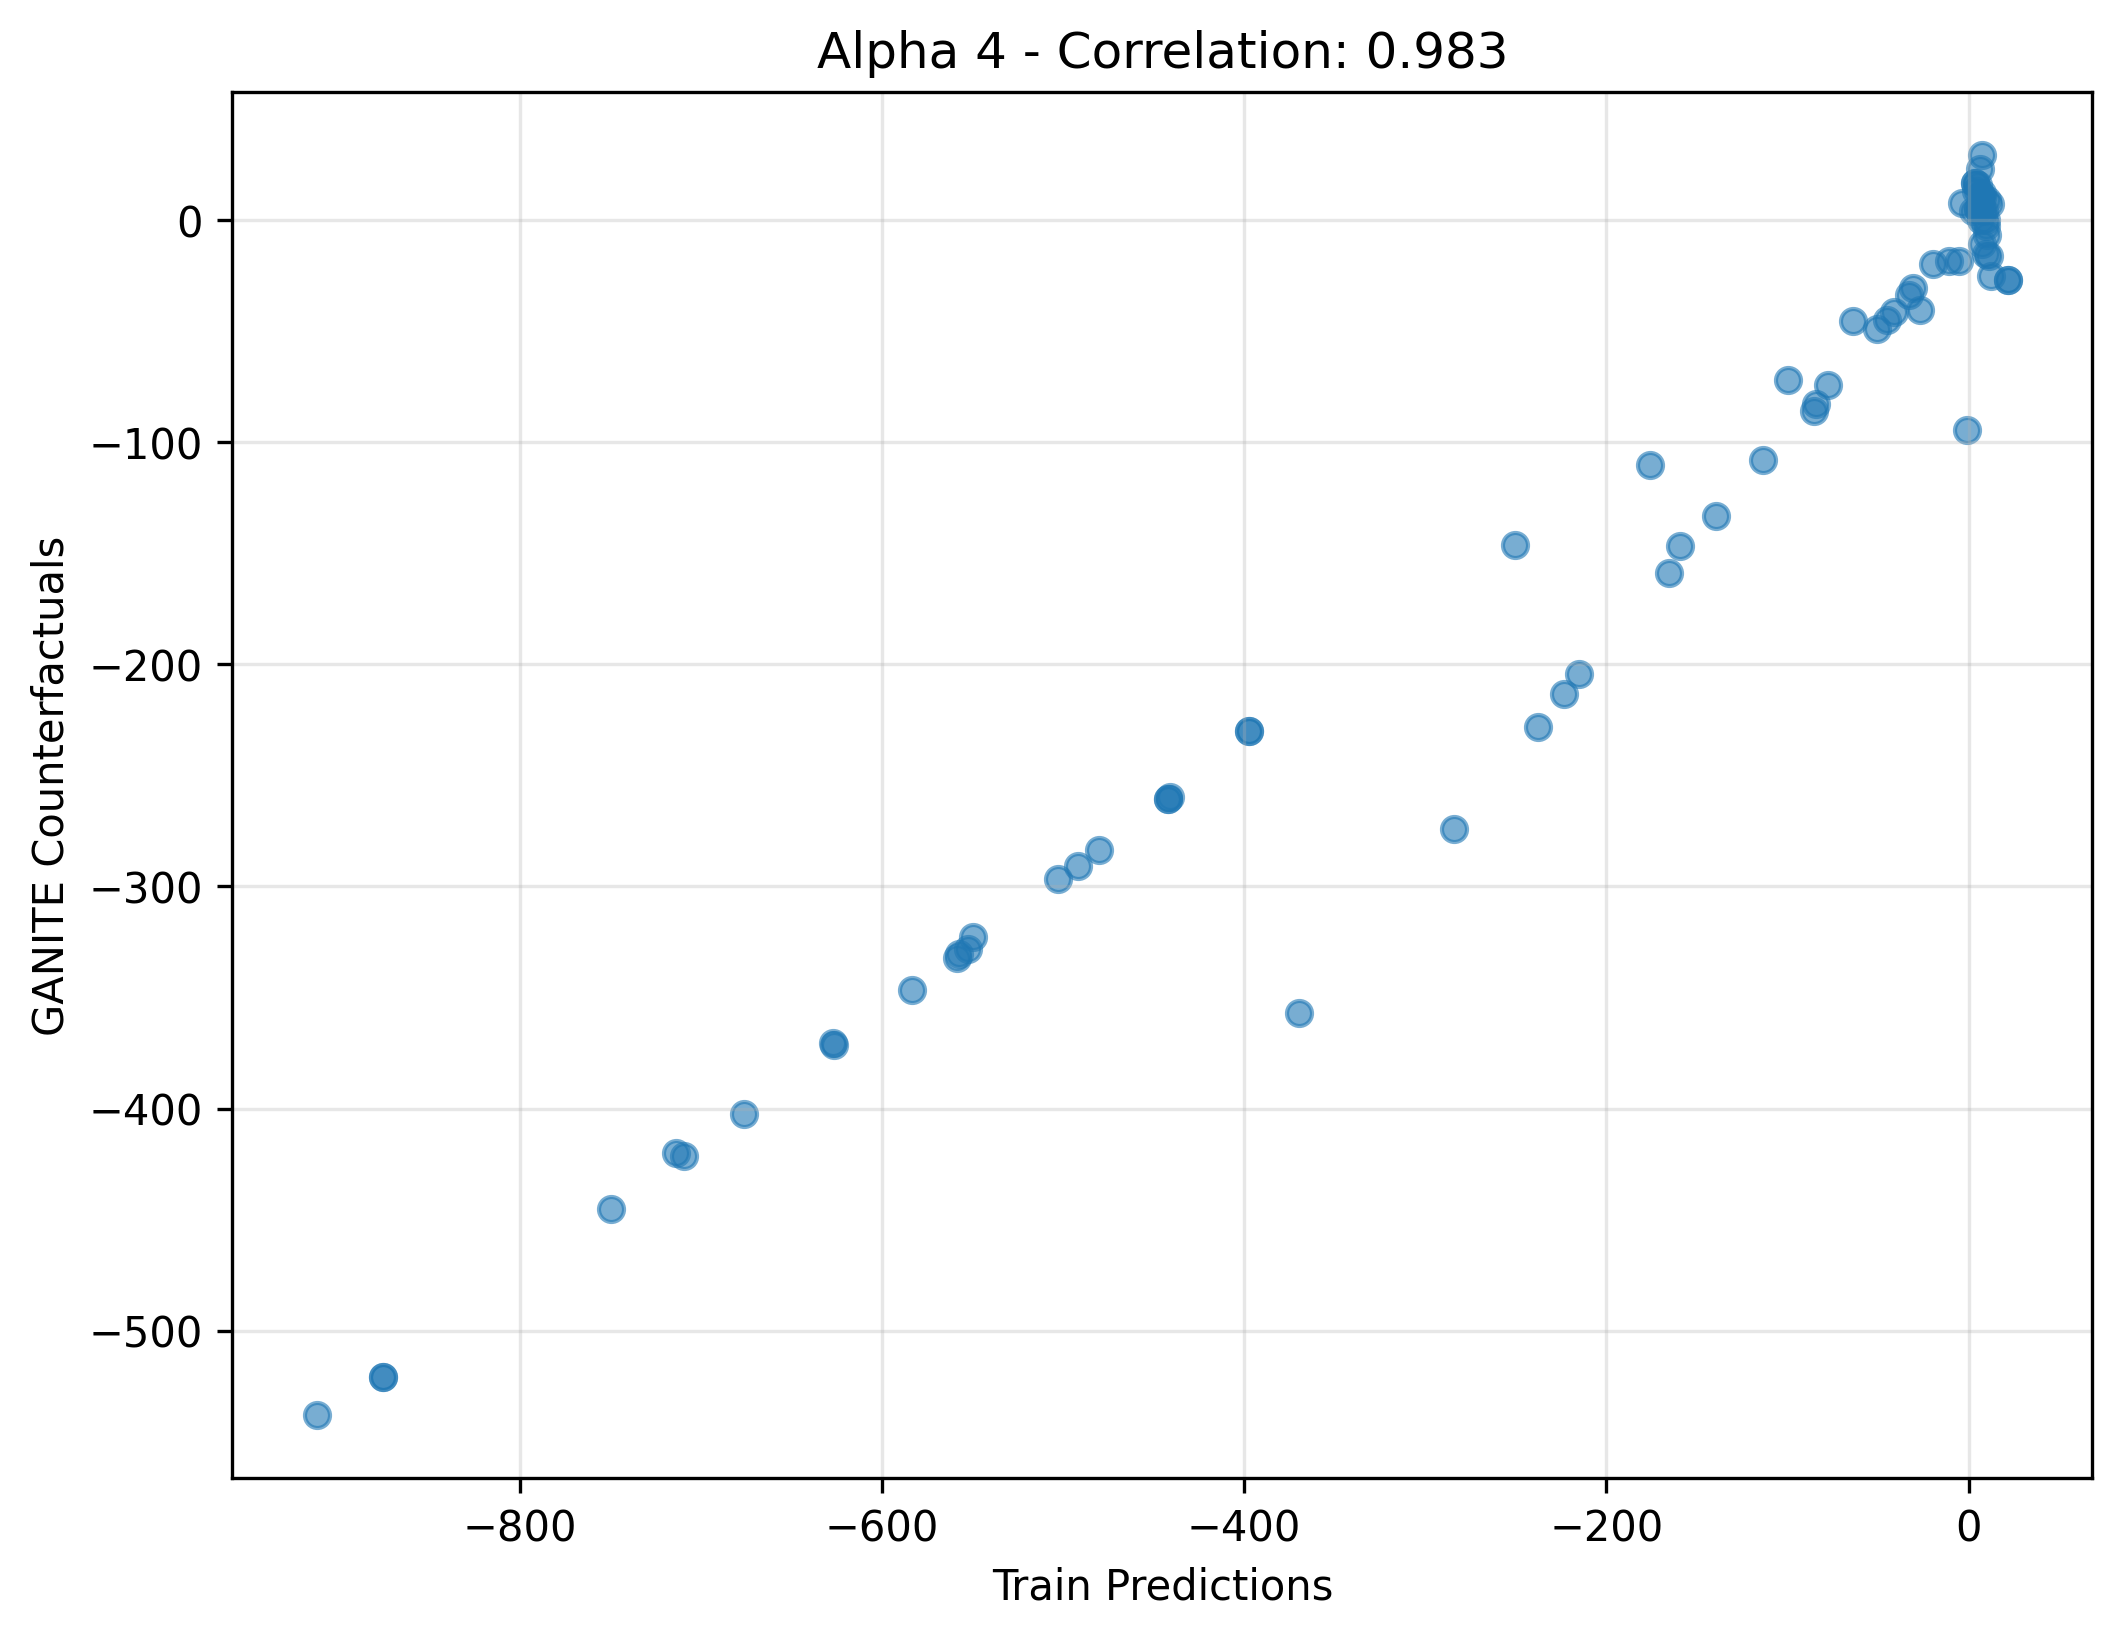 Alpha 4 - Correlation: 0.983
0
−100
−200
−300
−400
−500
GANITE Counterfactuals
−800 −600 −400 −200 0
Train Predictions